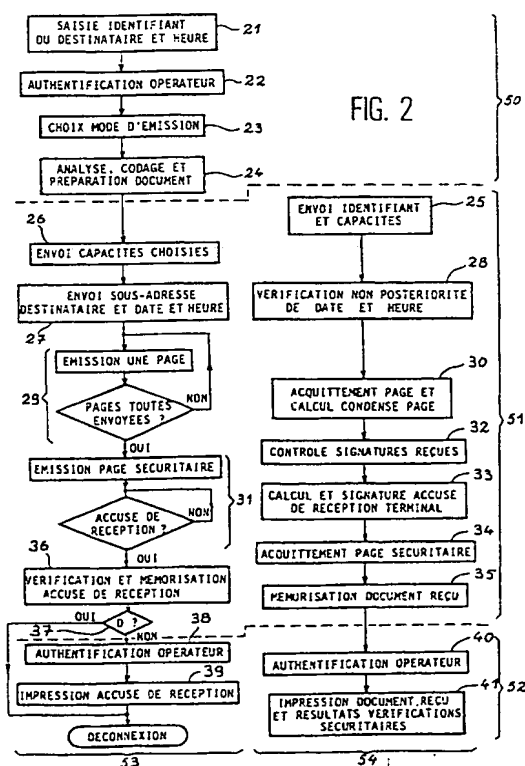 SAISIE IDENTIFIANT
DU DESTINATAIRE ET HEURE
21
AUTHENTIFICATION OPERATEUR
22
CHOIX MODE D'EMISSION
23
ANALYSE, CODAGE ET
PREPARATION DOCUMENT
24
FIG. 2
50
26
ENVOI CAPACITES CHOISIES
ENVOI SOUS-ADRESSE
DESTINATAIRE ET DATE ET HEURE
27
EMISSION UNE PAGE
29
PAGES TOUTES
ENVOYEES ?
NON
OUI
EMISSION PAGE SECURITAIRE
ACCUSE DE
RECEPTION ?
NON
31
OUI
36
VERIFICATION ET MEMORISATION
ACCUSE DE RECEPTION
OUI
D ?
37
NON
38
AUTHENTIFICATION OPERATEUR
39
IMPRESSION ACCUSE DE RECEPTION
DECONNEXION
53
ENVOI IDENTIFIANT
ET CAPACITES
25
28
VERIFICATION NON POSTERIORITE
DE DATE ET HEURE
30
ACQUITTEMENT PAGE ET
CALCUL CONDENSE PAGE
32
CONTROLE SIGNATURES REÇUES
33
CALCUL ET SIGNATURE ACCUSE
DE RECEPTION TERMINAL
34
ACQUITTEMENT PAGE SECURITAIRE
35
MEMORISATION DOCUMENT REÇU
51
40
AUTHENTIFICATION OPERATEUR
41
IMPRESSION DOCUMENT, REÇU
ET RESULTATS VERIFICATIONS
SECURITAIRES
52
54